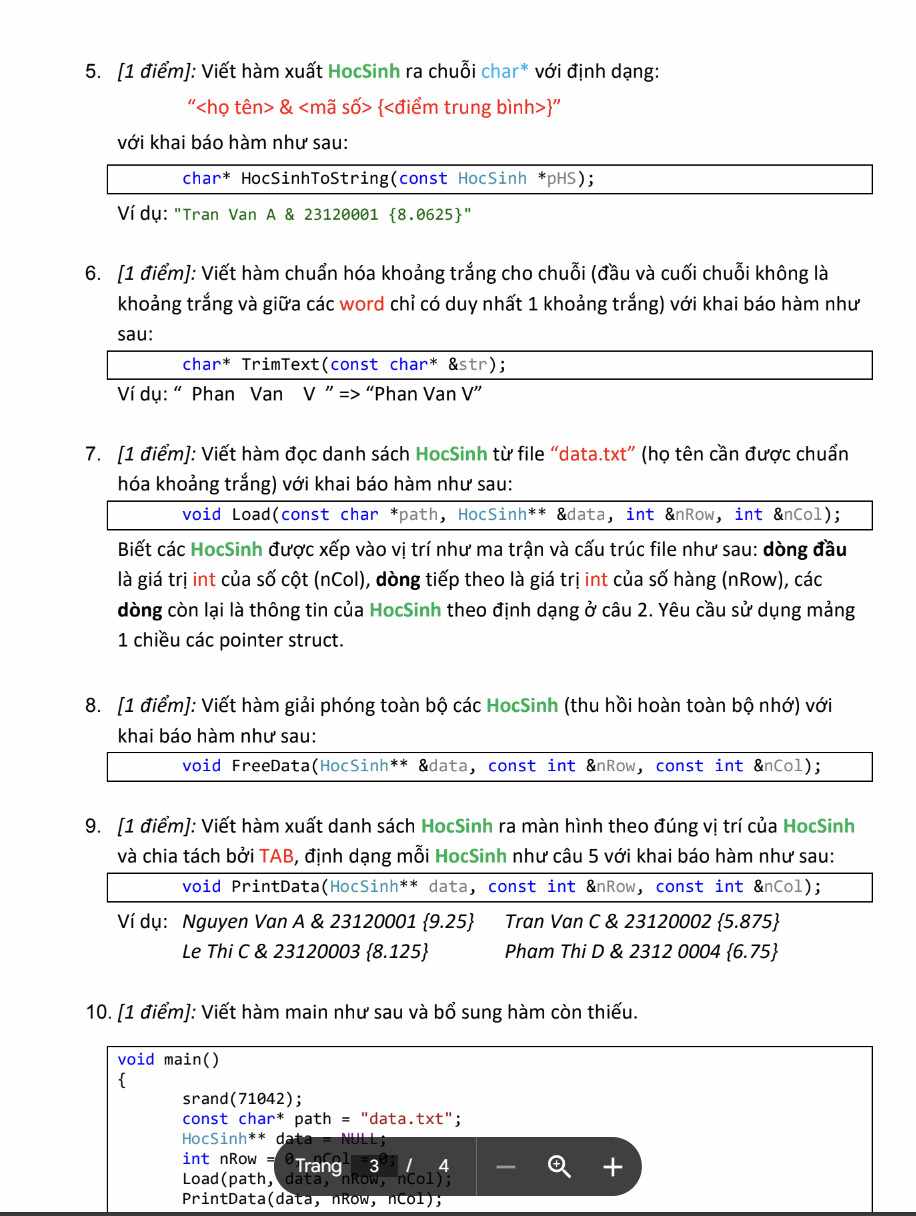 5. [1 điểm]: Viết hàm xuất HocSinh ra chuỗi char* với định dạng:
“<họ tên> & <mã số> {<điểm trung bình>}”
với khai báo hàm như sau:
char* HocSinhToString(const HocSinh *pHS);
Ví dụ: "Tran Van A & 23120001 {8.0625}"
6. [1 điểm]: Viết hàm chuẩn hóa khoảng trắng cho chuỗi (đầu và cuối chuỗi không là
khoảng trắng và giữa các word chỉ có duy nhất 1 khoảng trắng) với khai báo hàm như
sau:
char* TrimText(const char* &str);
Ví dụ: “ Phan Van V ” => “Phan Van V”
7. [1 điểm]: Viết hàm đọc danh sách HocSinh từ file “data.txt” (họ tên cần được chuẩn
hóa khoảng trắng) với khai báo hàm như sau:
void Load(const char *path, HocSinh** &data, int &nRow, int &nCol);
Biết các HocSinh được xếp vào vị trí như ma trận và cấu trúc file như sau: dòng đầu
là giá trị int của số cột (nCol), dòng tiếp theo là giá trị int của số hàng (nRow), các
dòng còn lại là thông tin của HocSinh theo định dạng ở câu 2. Yêu cầu sử dụng mảng
1 chiều các pointer struct.
8. [1 điểm]: Viết hàm giải phóng toàn bộ các HocSinh (thu hồi hoàn toàn bộ nhớ) với
khai báo hàm như sau:
void FreeData(HocSinh** &data, const int &nRow, const int &nCol);
9. [1 điểm]: Viết hàm xuất danh sách HocSinh ra màn hình theo đúng vị trí của HocSinh
và chia tách bởi TAB, định dạng mỗi HocSinh như câu 5 với khai báo hàm như sau:
void PrintData(HocSinh** data, const int &nRow, const int &nCol);
Ví dụ: Nguyen Van A & 23120001 {9.25} Tran Van C & 23120002 {5.875}
Le Thi C & 23120003 {8.125} Pham Thi D & 2312 0004 {6.75}
10. [1 điểm]: Viết hàm main như sau và bổ sung hàm còn thiếu.
void main()
{
srand(71042);
const char* path = "data.txt";
HocSinh** data = NULL;
int nRow = 0, nCol = 0;
Load(path, data, nRow, nCol);
PrintData(data, nRow, nCol);
Trang 3 / 4